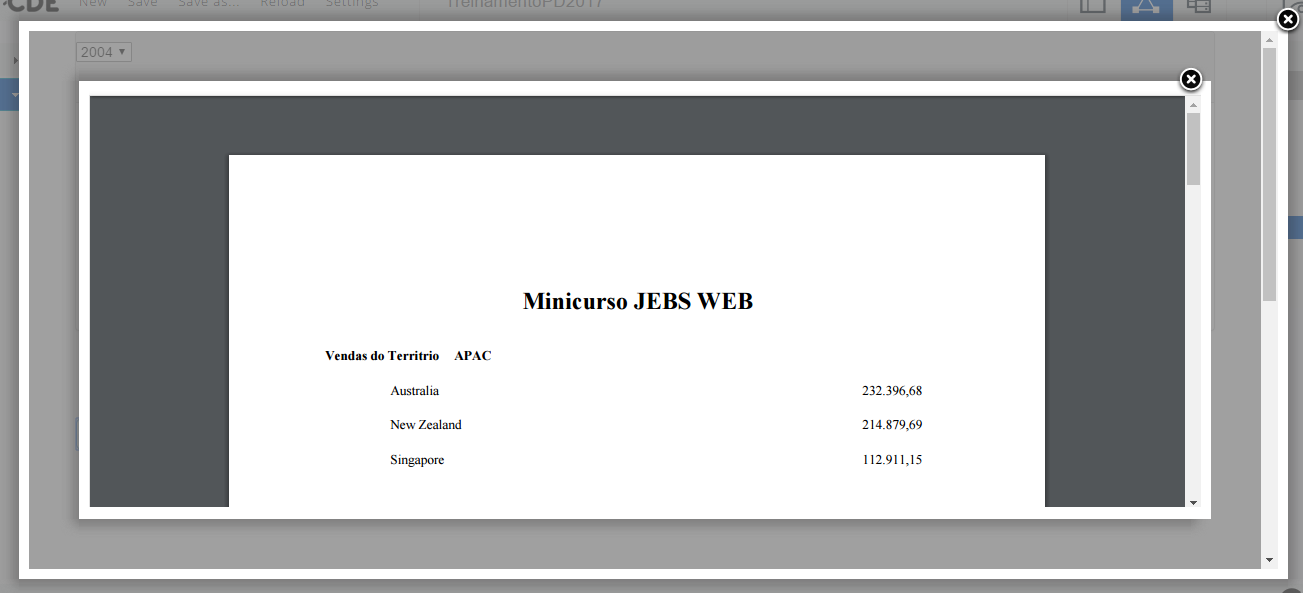 CDE New Save Save as... Reload Settings TreinamentoPD2017
2004
Minicurso JEBS WEB
Vendas do Territrio APAC
Australia 232.396,68
New Zealand 214.879,69
Singapore 112.911,15